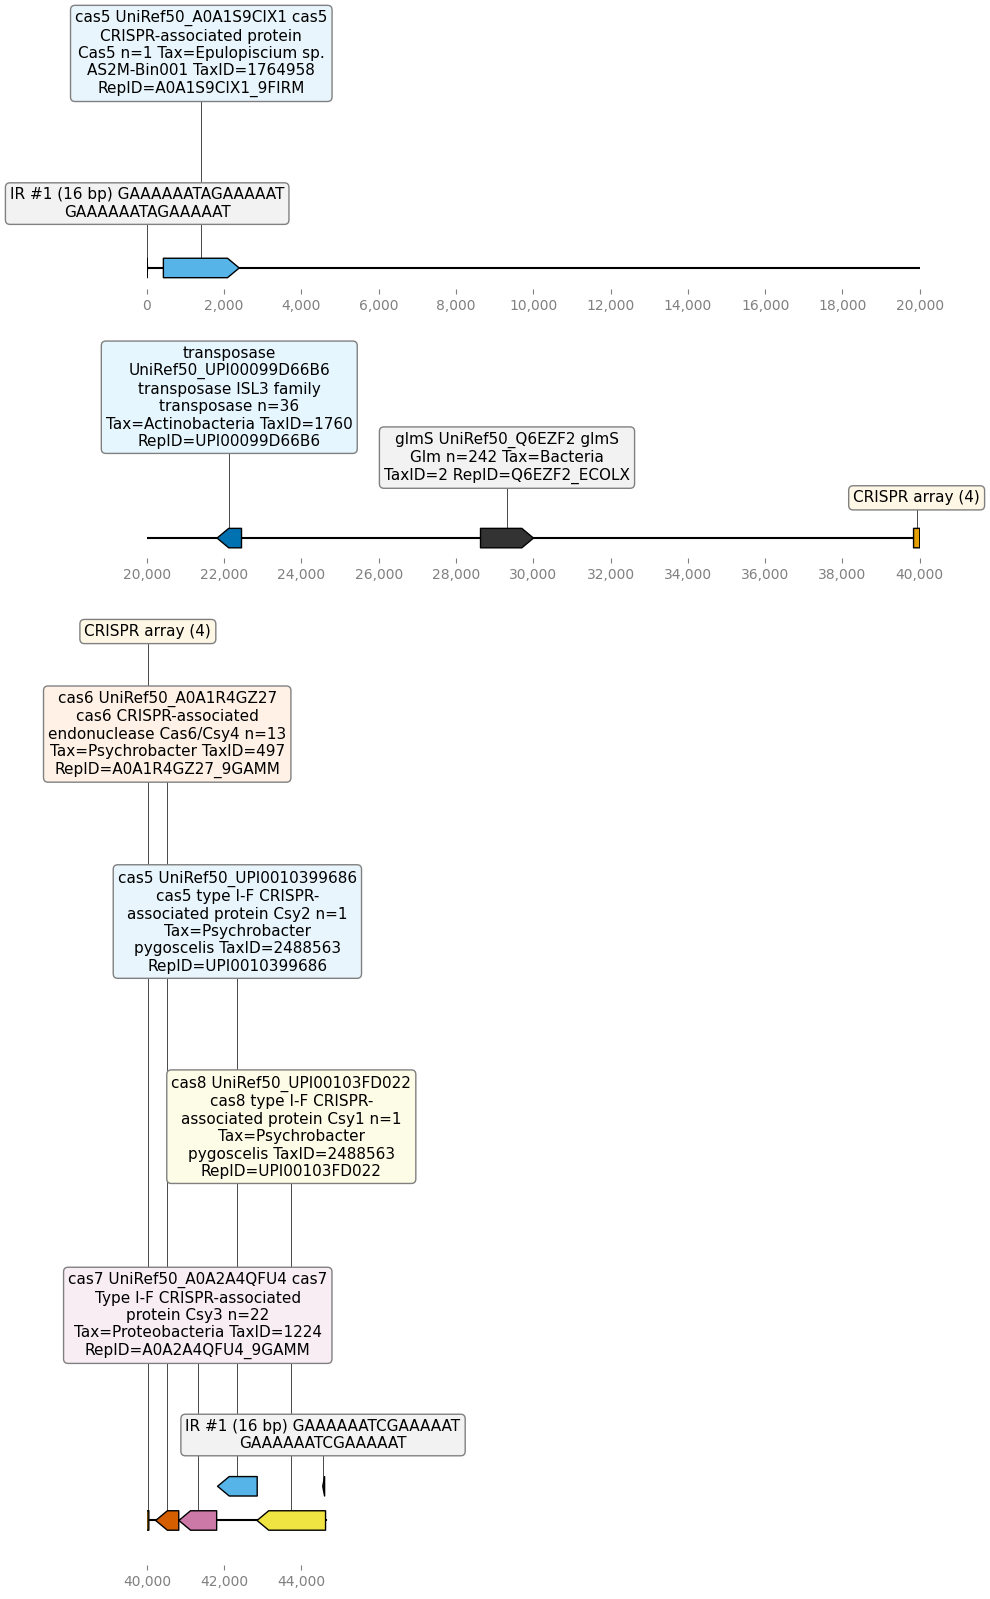 cas5 UniRef50_A0A1S9CIX1 cas5
CRISPR-associated protein
Cas5 n=1 Tax=Epulopiscium sp.
AS2M-Bin001 TaxID=1764958
RepID=A0A1S9CIX1_9FIRM
IR #1 (16 bp) GAAAAAATAGAAAAAT
GAAAAAATAGAAAAAT
0
2,000
4,000
6,000
8,000
10,000
12,000
14,000
16,000
18,000
20,000
transposase
UniRef50_UPI00099D66B6
transposase ISL3 family
transposase n=36
Tax=Actinobacteria TaxID=1760
RepID=UPI00099D66B6
glmS UniRef50_Q6EZF2 glmS
Glm n=242 Tax=Bacteria
TaxID=2 RepID=Q6EZF2_ECOLX
CRISPR array (4)
20,000
22,000
24,000
26,000
28,000
30,000
32,000
34,000
36,000
38,000
40,000
CRISPR array (4)
cas6 UniRef50_A0A1R4GZ27
cas6 CRISPR-associated
endonuclease Cas6/Csy4 n=13
Tax=Psychrobacter TaxID=497
RepID=A0A1R4GZ27_9GAMM
cas5 UniRef50_UPI0010399686
cas5 type I-F CRISPR-
associated protein Csy2 n=1
Tax=Psychrobacter
pygoscelis TaxID=2488563
RepID=UPI0010399686
cas8 UniRef50_UPI00103FD022
cas8 type I-F CRISPR-
associated protein Csy1 n=1
Tax=Psychrobacter
pygoscelis TaxID=2488563
RepID=UPI00103FD022
cas7 UniRef50_A0A2A4QFU4 cas7
Type I-F CRISPR-associated
protein Csy3 n=22
Tax=Proteobacteria TaxID=1224
RepID=A0A2A4QFU4_9GAMM
IR #1 (16 bp) GAAAAAATCGAAAAAT
GAAAAAATCGAAAAAT
40,000
42,000
44,000